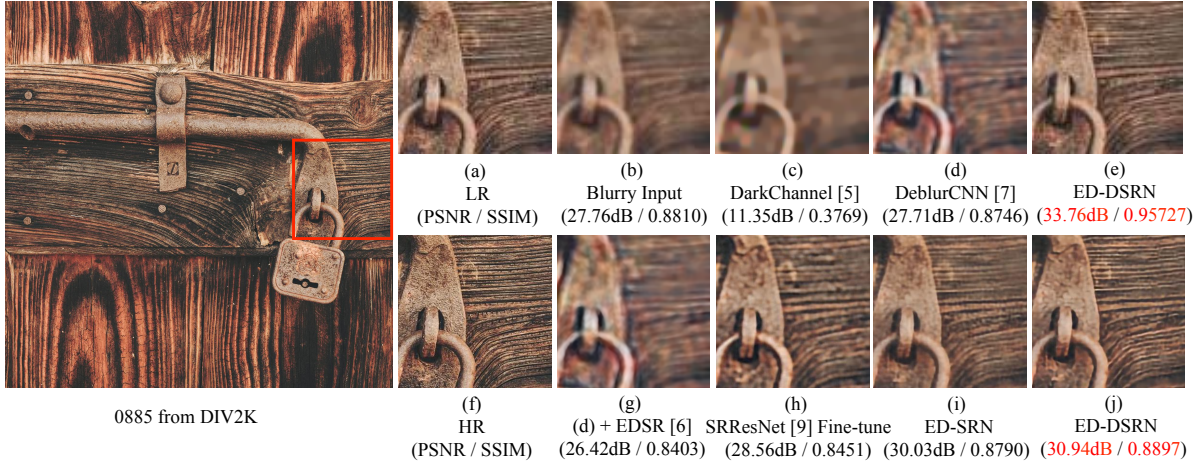 (a)
LR
(PSNR / SSIM)
(b)
Blurry Input
(27.76dB / 0.8810)
(c)
DarkChannel [5]
(11.35dB / 0.3769)
(d)
DeblurCNN [7]
(27.71dB / 0.8746)
(e)
ED-DSRN
(33.76dB / 0.95727)
0885 from DIV2K
(f)
HR
(PSNR / SSIM)
(g)
(d) + EDSR [6]
(26.42dB / 0.8403)
(h)
SRResNet [9] Fine-tune
(28.56dB / 0.8451)
(i)
ED-SRN
(30.03dB / 0.8790)
(j)
ED-DSRN
(30.94dB / 0.8897)